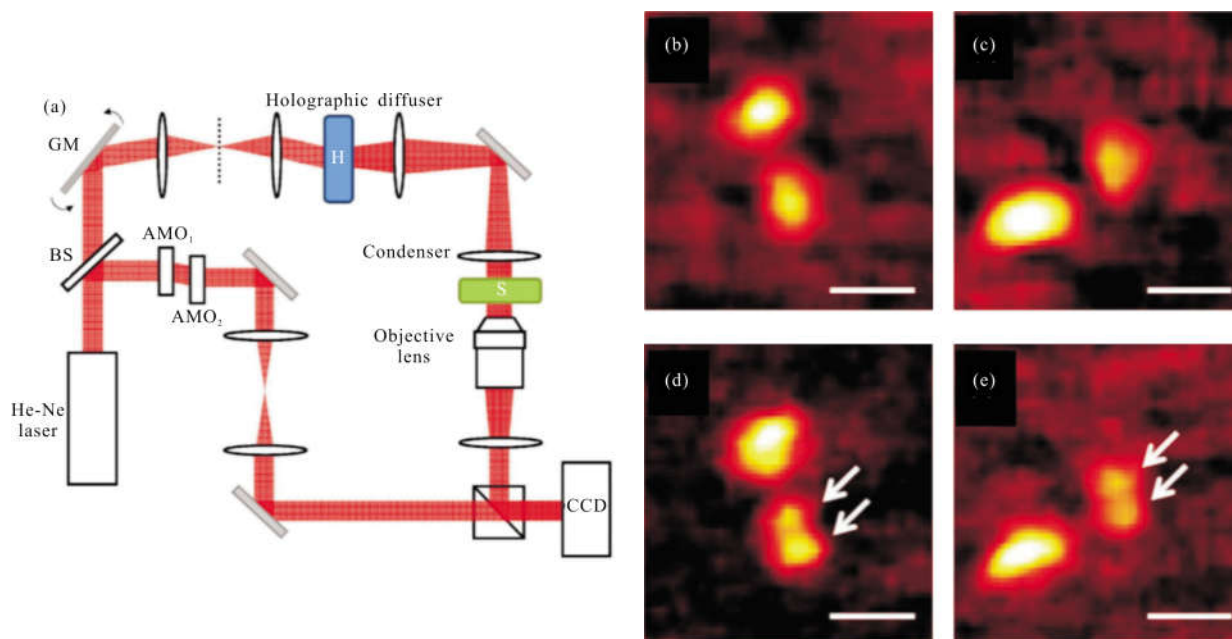 (a)
Holographic diffuser
GM
H
BS
AMO₁
AMO₂
Condenser
S
Objective
lens
He-Ne
laser
CCD
(b)
(c)
(d)
(e)